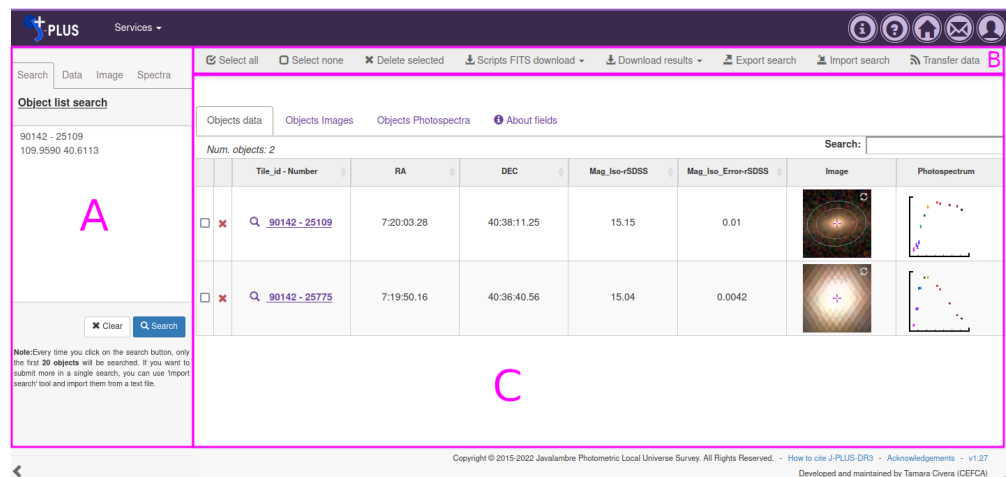 J-PLUS Services
Select all Select none Delete selected Scripts FITS download Download results Export search Import search Transfer data B
Search Data Image Spectra
Object list search
90142 - 25109
109.9590 40.6113
A
Clear Search
Note:Every time you click on the search button, only
the first 20 objects will be searched. If you want to
submit more in a single search, you can use 'import
search' tool and import them from a text file.
Objects data Objects Images Objects Photospectra About fields
Num. objects: 2 Search:
Tile_id - Number RA DEC Mag_Iso-rSDSS Mag_Iso_Error-rSDSS Image Photospectrum
90142 - 25109 7:20:03.28 40:38:11.25 15.15 0.01
90142 - 25775 7:19:50.16 40:36:40.56 15.04 0.0042
C
Copyright © 2015-2022 Javalambre Photometric Local Universe Survey. All Rights Reserved. - How to cite J-PLUS-DR3 - Acknowledgements - v1.27
Developed and maintained by Tamara Civera (CEFCA)